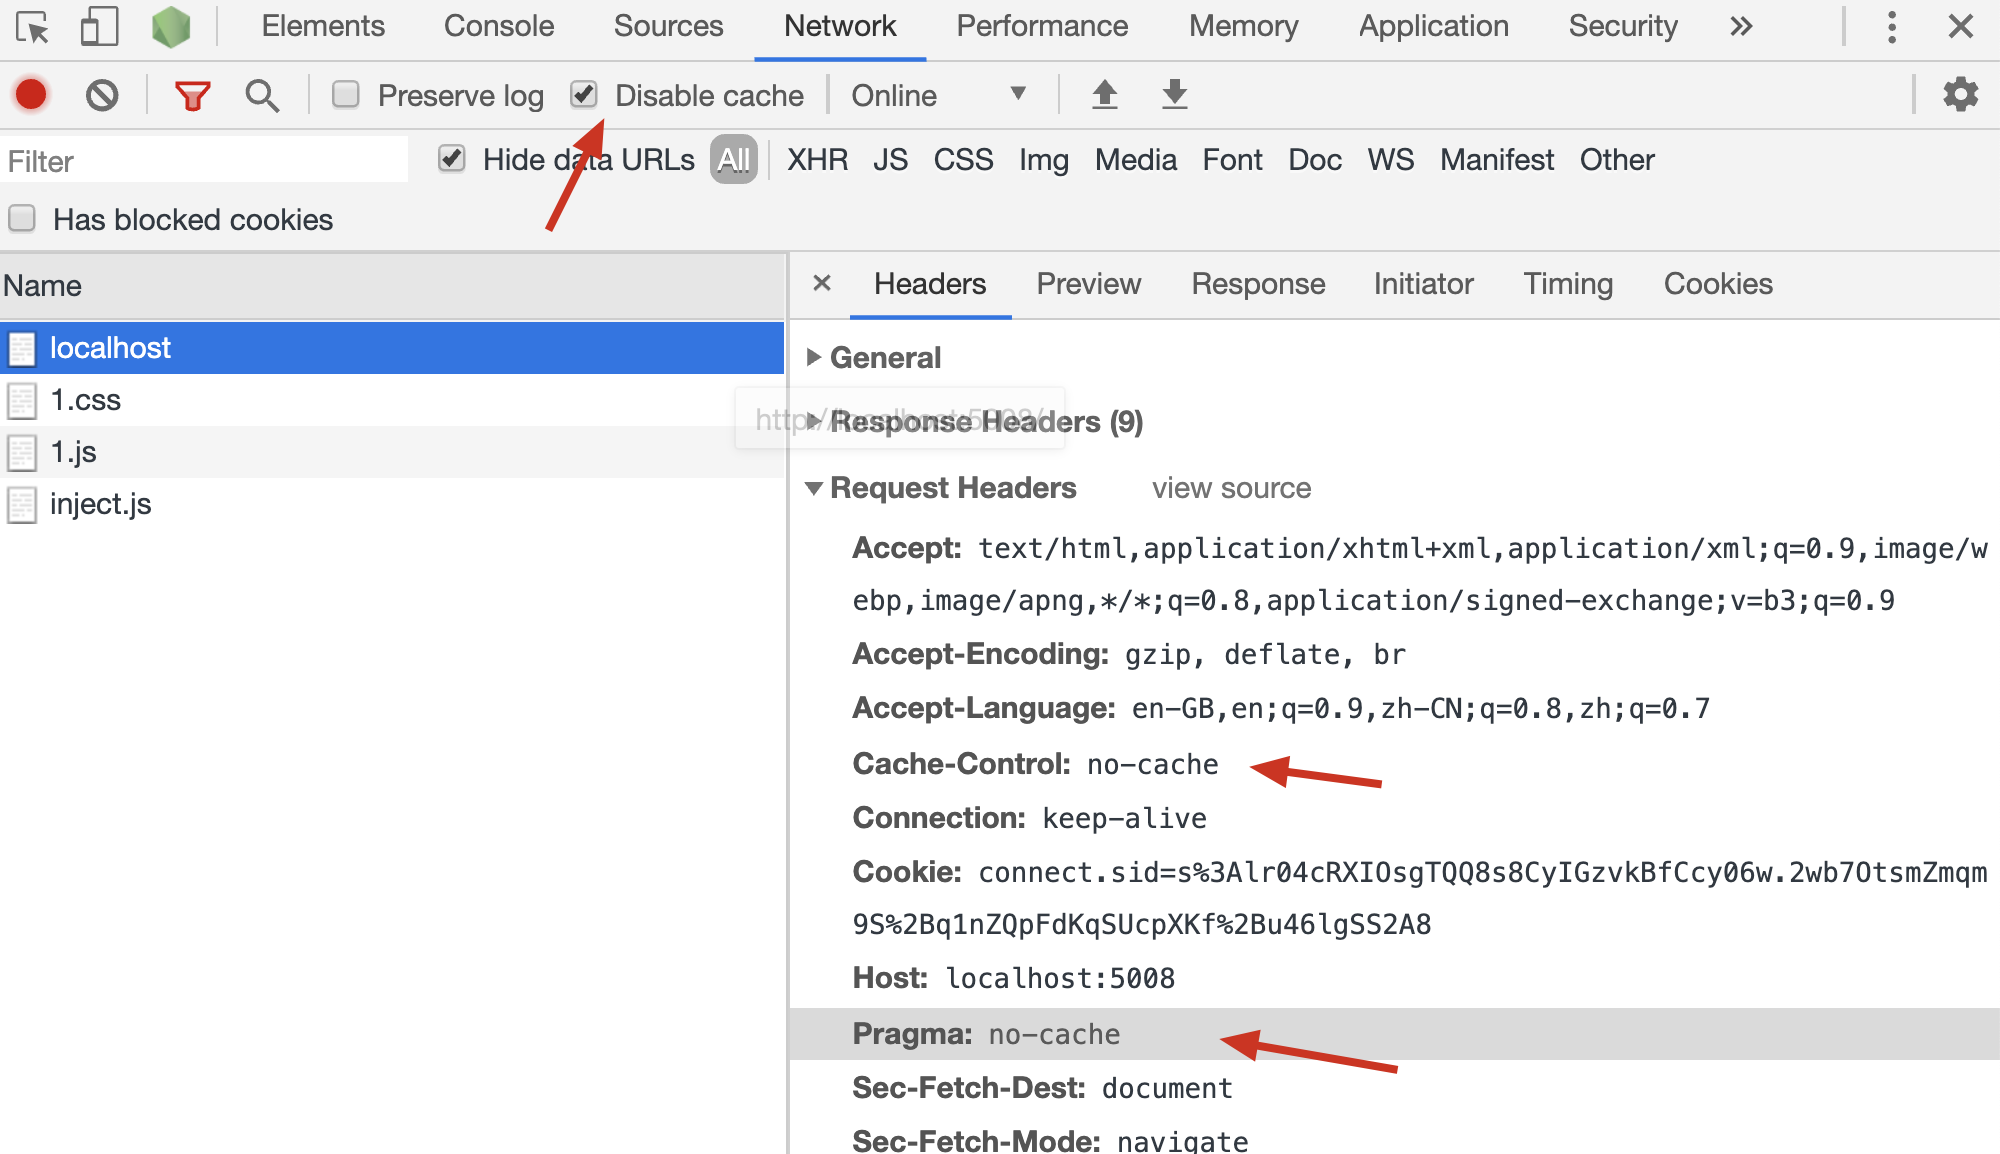 Elements Console Sources Network Performance Memory Application Security »
Preserve log Disable cache Online
Filter Hide data URLs All XHR JS CSS Img Media Font Doc WS Manifest Other
Has blocked cookies
Name
localhost
1.css
1.js
inject.js
× Headers Preview Response Initiator Timing Cookies
General
http://localhost:5008/
Response Headers (9)
Request Headers view source
Accept: text/html,application/xhtml+xml,application/xml;q=0.9,image/w
ebp,image/apng,*/*;q=0.8,application/signed-exchange;v=b3;q=0.9
Accept-Encoding: gzip, deflate, br
Accept-Language: en-GB,en;q=0.9,zh-CN;q=0.8,zh;q=0.7
Cache-Control: no-cache
Connection: keep-alive
Cookie: connect.sid=s%3Alr04cRXIOsgTQQ8s8CyIGzvkBfCcy06w.2wb7OtsmZmqm
9S%2Bq1nZQpFdKqSUcpXKf%2Bu46lgSS2A8
Host: localhost:5008
Pragma: no-cache
Sec-Fetch-Dest: document
Sec-Fetch-Mode: navigate